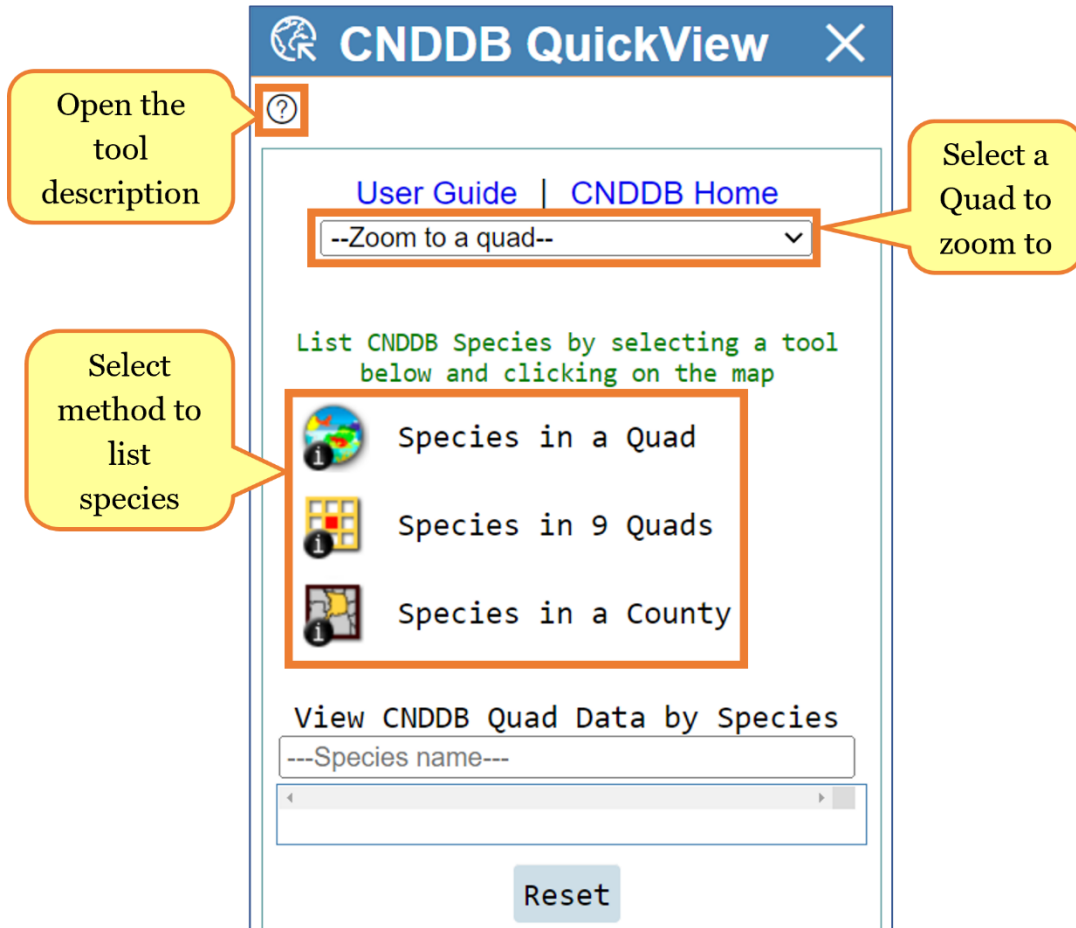 CNDDB QuickView
Open the
tool
description
User Guide | CNDDB Home
--Zoom to a quad--
Select a
Quad to
zoom to
List CNDDB Species by selecting a tool
below and clicking on the map
Select
method to
list
species
Species in a Quad
Species in 9 Quads
Species in a County
View CNDDB Quad Data by Species
---Species name---
Reset